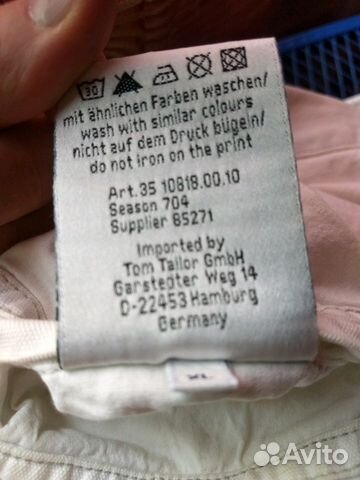 30
mit ähnlichen Farben waschen/
wash with similar colours
nicht auf dem Druck bügeln/
do not iron on the print
Art. 35 10818.00.10
Season 704
Supplier 85271
Imported by
Tom Tailor GmbH
Garstedter Weg 14
D-22453 Hamburg
Germany
XL
Avito